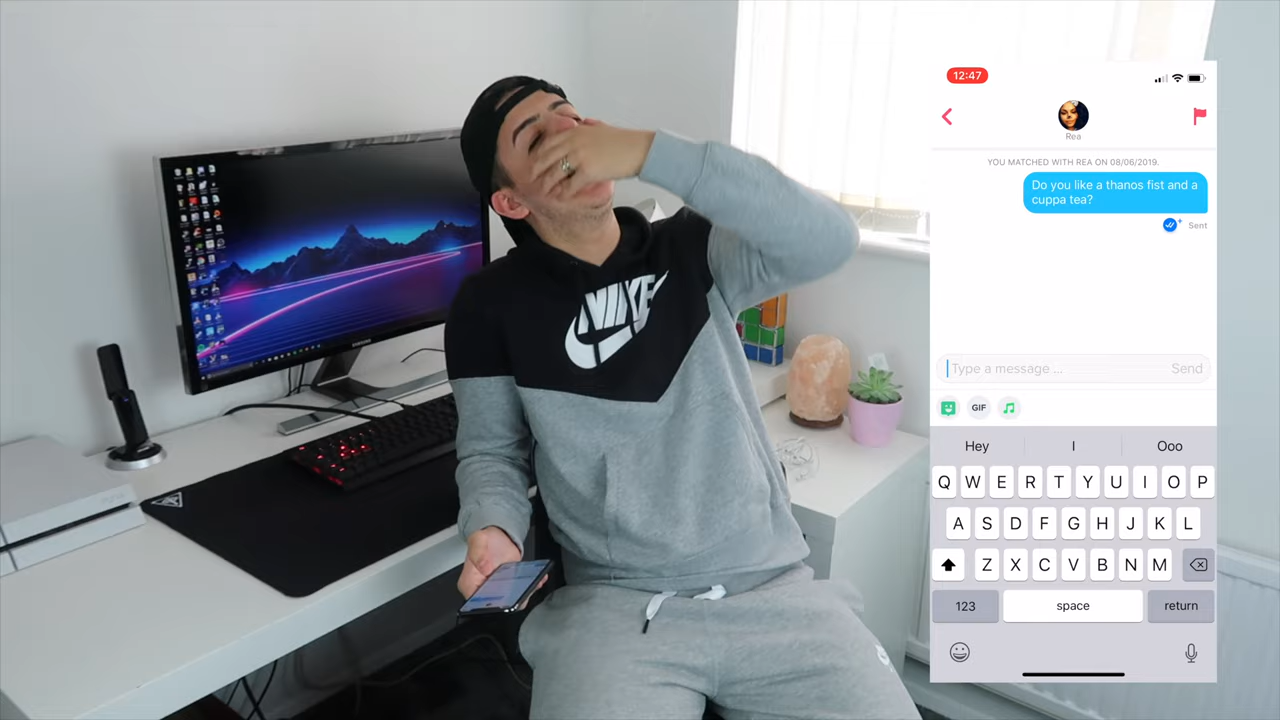 NIKE
SAMSUNG
12:47
Rea
YOU MATCHED WITH REA ON 08/06/2019.
Do you like a thanos fist and a
cuppa tea?
Sent
Type a message ...
Send
GIF
Hey
I
Ooo
Q W E R T Y U I O P
A S D F G H J K L
Z X C V B N M
123
space
return